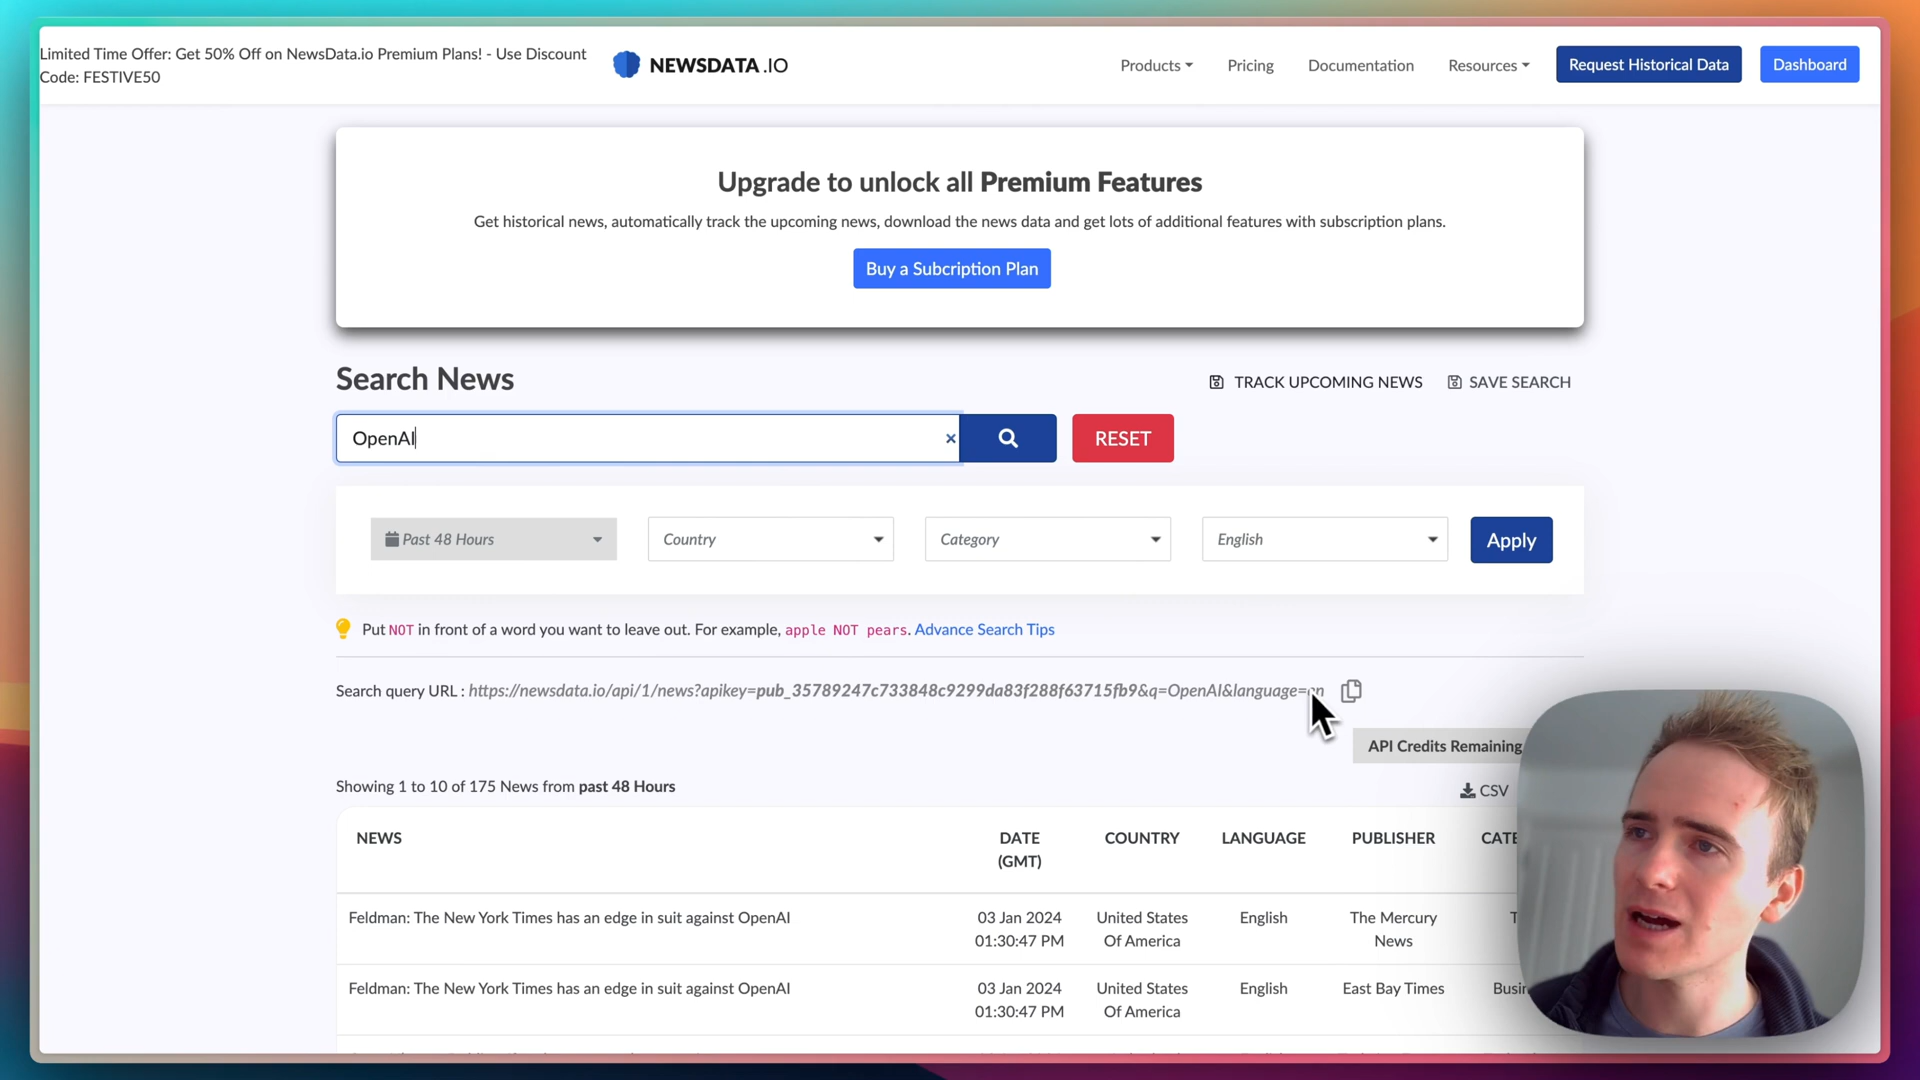 Limited Time Offer: Get 50% Off on NewsData.io Premium Plans! - Use Discount
Code: FESTIVE50
NEWSDATA.IO
Products
Pricing
Documentation
Resources
Request Historical Data
Dashboard
Upgrade to unlock all Premium Features
Get historical news, automatically track the upcoming news, download the news data and get lots of additional features with subscription plans.
Buy a Subcription Plan
Search News
TRACK UPCOMING NEWS
SAVE SEARCH
OpenAI
×
RESET
Past 48 Hours
Country
Category
English
Apply
Put NOT in front of a word you want to leave out. For example, apple NOT pears. Advance Search Tips
Search query URL : https://newsdata.io/api/1/news?apikey=pub_35789247c733848c9299da83f288f63715fb9&q=OpenAI&language=en
API Credits Remaining
Showing 1 to 10 of 175 News from past 48 Hours
CSV
NEWS
DATE
(GMT)
COUNTRY
LANGUAGE
PUBLISHER
CATE
Feldman: The New York Times has an edge in suit against OpenAI
03 Jan 2024
01:30:47 PM
United States
Of America
English
The Mercury
News
T
Feldman: The New York Times has an edge in suit against OpenAI
03 Jan 2024
01:30:47 PM
United States
Of America
English
East Bay Times
Busin